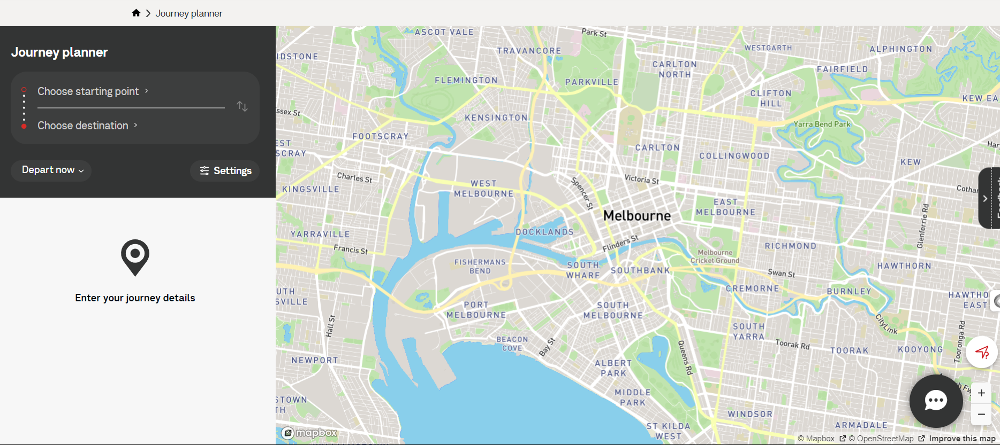 Journey planner
Journey planner
Choose starting point
Choose destination
Depart now
Settings
Enter your journey details
ASCOT VALE
Park St
TRAVANCORE
WESTGARTH
ALPHINGTON
IDSTONE
CARLTON
NORTH
FAIRFIELD
FLEMINGTON
PARKVILLE
CLIFTON
HILL
KEW EA
ssex St
KENSINGTON
Yarra Bend Park
FOOTSCRAY
EST
SCRAY
CARLTON
COLLINGWOOD
Har
KEW
Charles St
Victoria St
WEST
MELBOURNE
KINGSVILLE
Spencer St
Cotham
EAST
MELBOURNE
Melbourne
Glenferrie Rd
YARRAVILLE
DOCKLANDS
Flinders St
Francis St
Melbourne
Cricket Ground
RICHMOND
FISHERMANS
BEND
SOUTH
WHARF
SOUTHBANK
HAWTHORN
Swan St
CREMORNE
BURNLEY
UTH
SVILLE
HAWTHO
EAST
PORT
MELBOURNE
SOUTH
MELBOURNE
Hall St
CityLink
SOUTH
YARRA
Tooronga Rd
BEACON
COVE
Bay St
Queens Rd
Toorak Rd
TOORAK
KOOYONG
NEWPORT
ALBERT
PARK
STOWN
TH
MIDDLE
PARK
WINDSOR
ST KILDA
WEST
ARMADALE
mapbox
© Mapbox © OpenStreetMap Improve this map